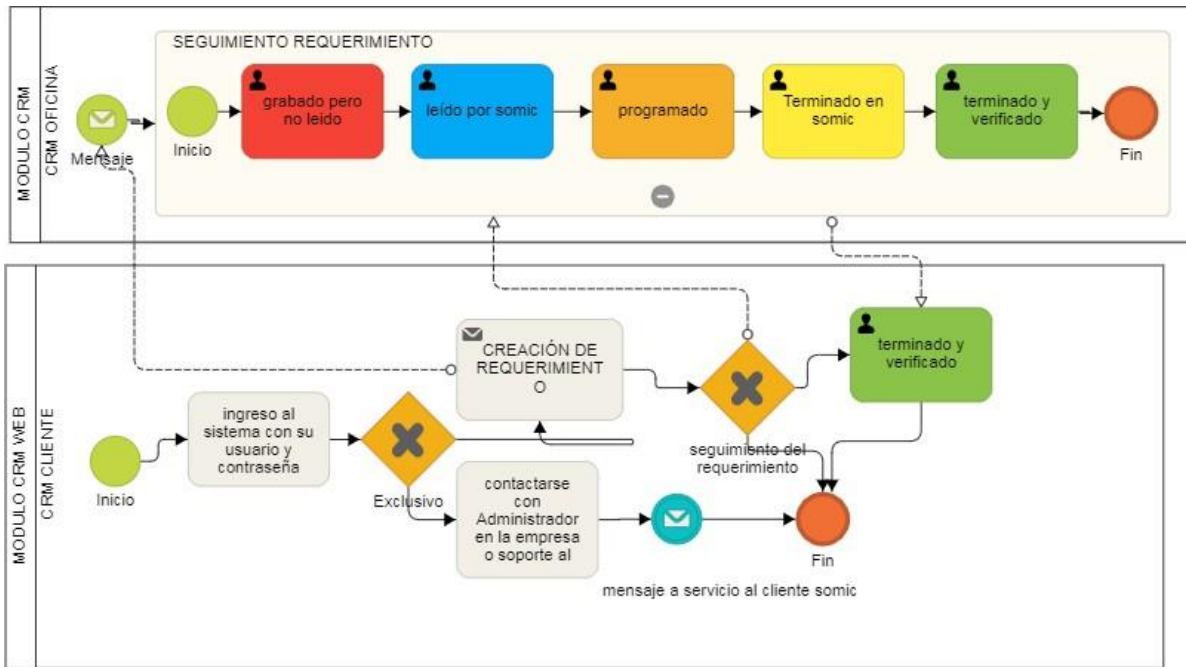 MODULO CRM
CRM OFICINA
SEGUIMIENTO REQUERIMIENTO
Mensaje
Inicio
grabado pero
no leido
leído por somic
programado
Terminado en
somic
terminado y
verificado
Fin
MODULO CRM WEB
CRM CLIENTE
Inicio
ingreso al
sistema con su
usuario y
contraseña
Exclusivo
CREACIÓN DE
REQUERIMIENT
O
seguimiento del
requerimiento
terminado y
verificado
contactarse
con
Administrador
en la empresa
o soporte al
mensaje a servicio al cliente somic
Fin